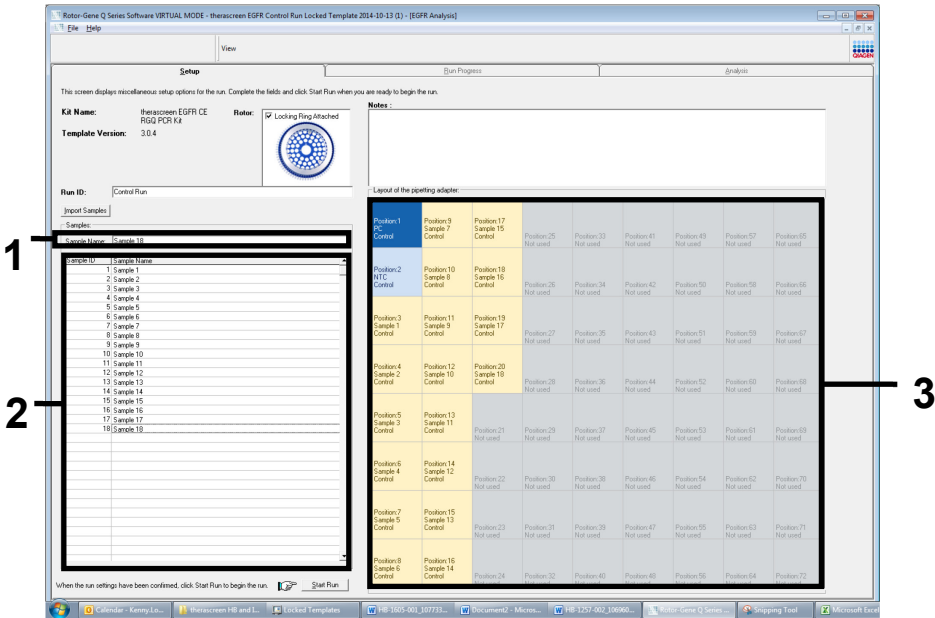 Rotor-Gene Q Series Software VIRTUAL MODE - therascreen EGFR Control Run Locked Template 2014-10-13 (1) - [EGFR Analysis]
File Help
View
QIAGEN
Setup
Run Progress
Analysis
This screen displays miscellaneous setup options for the run. Complete the fields and click Start Run when you are ready to begin the run.
Kit Name: therascreen EGFR CE RGQ PCR Kit
Template Version: 3.0.4
Rotor:
Locking Ring Attached
Notes :
Run ID: Control Run
Import Samples
Samples:
1
Sample Name: Sample 18
2
Sample ID Sample Name
1 Sample 1
2 Sample 2
3 Sample 3
4 Sample 4
5 Sample 5
6 Sample 6
7 Sample 7
8 Sample 8
9 Sample 9
10 Sample 10
11 Sample 11
12 Sample 12
13 Sample 13
14 Sample 14
15 Sample 15
16 Sample 16
17 Sample 17
18 Sample 18
When the run settings have been confirmed, click Start Run to begin the run.
Start Run
Layout of the pipetting adapter:
3
Position:1 Position:9 Position:17
PC Sample 7 Sample 15
Control Control Control Position:25 Position:33 Position:41 Position:49 Position:57 Position:65
Not used Not used Not used Not used Not used Not used
Position:2 Position:10 Position:18
NTC Sample 8 Sample 16
Control Control Control Position:26 Position:34 Position:42 Position:50 Position:58 Position:66
Not used Not used Not used Not used Not used Not used
Position:3 Position:11 Position:19
Sample 1 Sample 9 Sample 17
Control Control Control Position:27 Position:35 Position:43 Position:51 Position:59 Position:67
Not used Not used Not used Not used Not used Not used
Position:4 Position:12 Position:20
Sample 2 Sample 10 Sample 18
Control Control Control Position:28 Position:36 Position:44 Position:52 Position:60 Position:68
Not used Not used Not used Not used Not used Not used
Position:5 Position:13
Sample 3 Sample 11
Control Control Position:21 Position:29 Position:37 Position:45 Position:53 Position:61 Position:69
Not used Not used Not used Not used Not used Not used Not used
Position:6 Position:14
Sample 4 Sample 12
Control Control Position:22 Position:30 Position:38 Position:46 Position:54 Position:62 Position:70
Not used Not used Not used Not used Not used Not used Not used
Position:7 Position:15
Sample 5 Sample 13
Control Control Position:23 Position:31 Position:39 Position:47 Position:55 Position:63 Position:71
Not used Not used Not used Not used Not used Not used Not used
Position:8 Position:16
Sample 6 Sample 14
Control Control Position:24 Position:32 Position:40 Position:48 Position:56 Position:64 Position:72
Calendar - Kenny.Lo... therascreen HB and I... Locked Templates HB-1605-001_107733... Document2 - Micros... HB-1257-002_106960... Rotor-Gene Q Series ... Snipping Tool Microsoft Excel